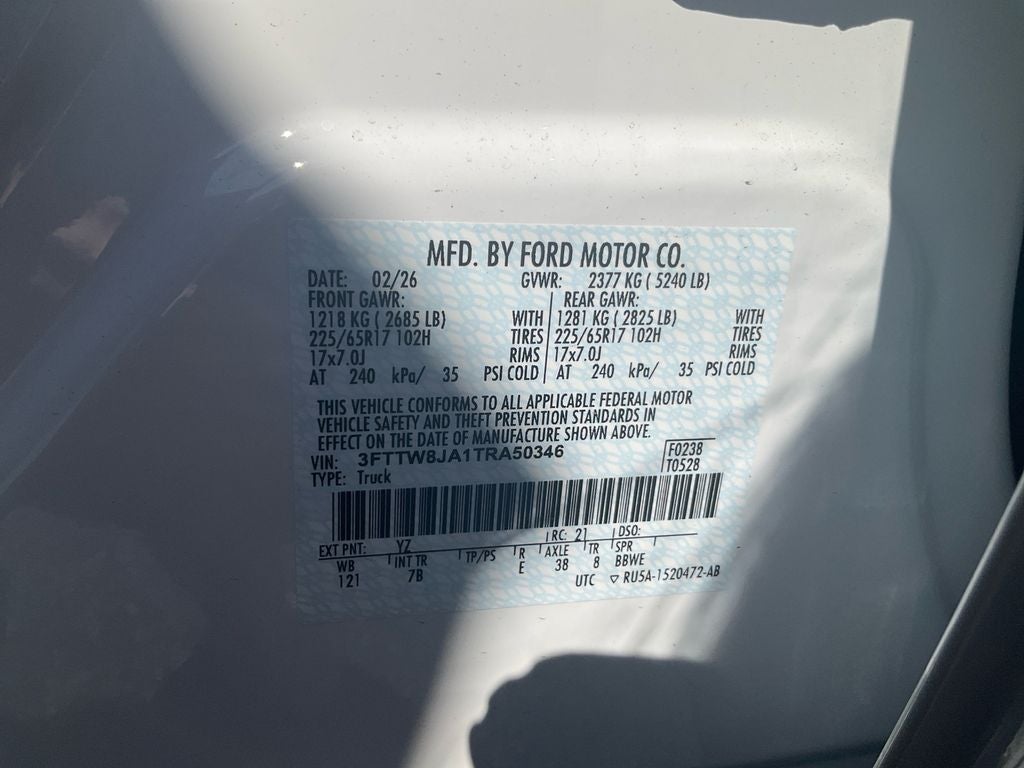 MFD. BY FORD MOTOR CO.
DATE: 02/26 GVWR: 2377 KG ( 5240 LB)
FRONT GAWR: REAR GAWR:
1218 KG ( 2685 LB) WITH 1281 KG ( 2825 LB) WITH
225/65R17 102H TIRES 225/65R17 102H TIRES
17x7.0J RIMS 17x7.0J RIMS
AT 240 kPa/ 35 PSI COLD AT 240 kPa/ 35 PSI COLD
THIS VEHICLE CONFORMS TO ALL APPLICABLE FEDERAL MOTOR
VEHICLE SAFETY AND THEFT PREVENTION STANDARDS IN
EFFECT ON THE DATE OF MANUFACTURE SHOWN ABOVE.
VIN: 3FTTW8JA1TRA50346 F0238
TYPE: Truck T0528
EXT PNT: YZ RC: 21 DSO:
WB INT TR TP/PS R AXLE TR SPR
121 7B E 38 8 BBWE
UTC ▽ RU5A-1520472-AB